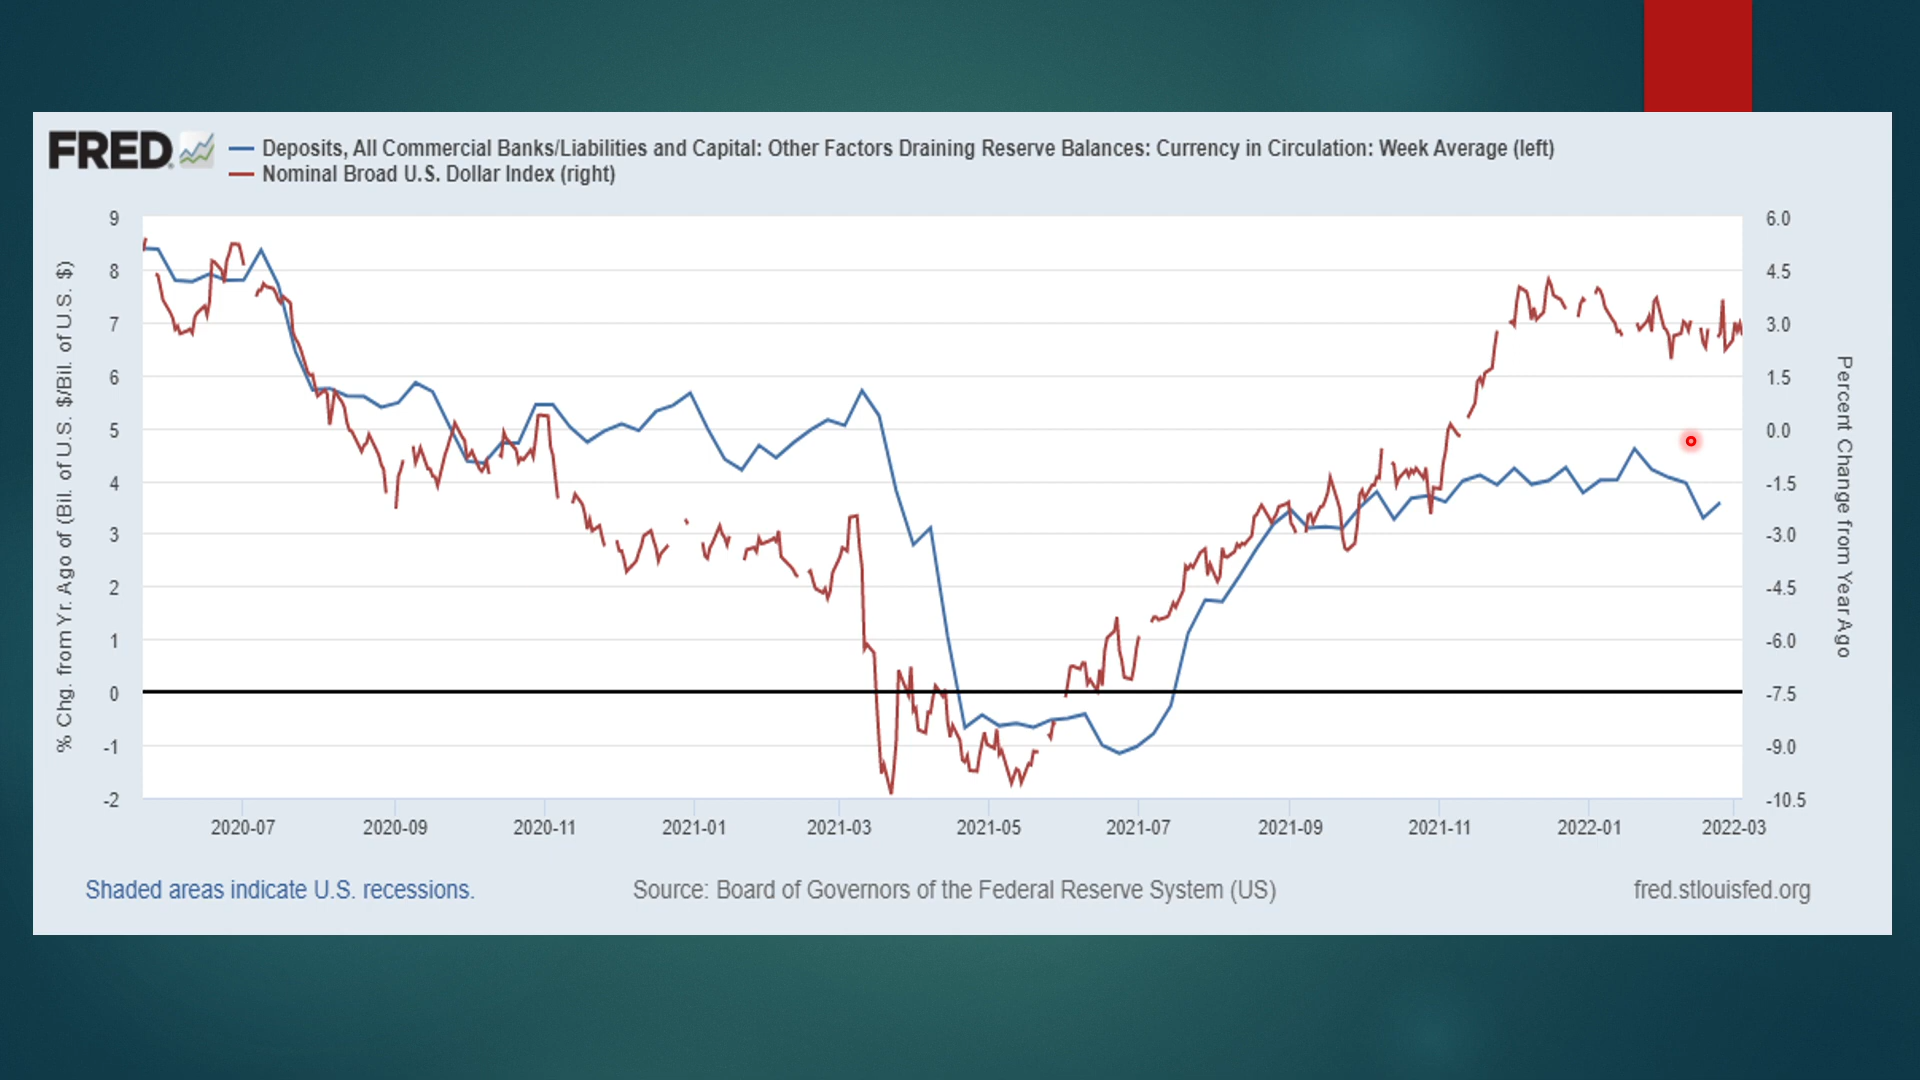 FRED
Deposits, All Commercial Banks/Liabilities and Capital: Other Factors Draining Reserve Balances: Currency in Circulation: Week Average (left)
Nominal Broad U.S. Dollar Index (right)
% Chg. from Yr. Ago of (Bil. of U.S. $/Bil. of U.S. $)
9
8
7
6
5
4
3
2
1
0
-1
-2
6.0
4.5
3.0
1.5
0.0
-1.5
-3.0
-4.5
-6.0
-7.5
-9.0
-10.5
Percent Change from Year Ago
2020-07 2020-09 2020-11 2021-01 2021-03 2021-05 2021-07 2021-09 2021-11 2022-01 2022-03
Shaded areas indicate U.S. recessions.
Source: Board of Governors of the Federal Reserve System (US)
fred.stlouisfed.org